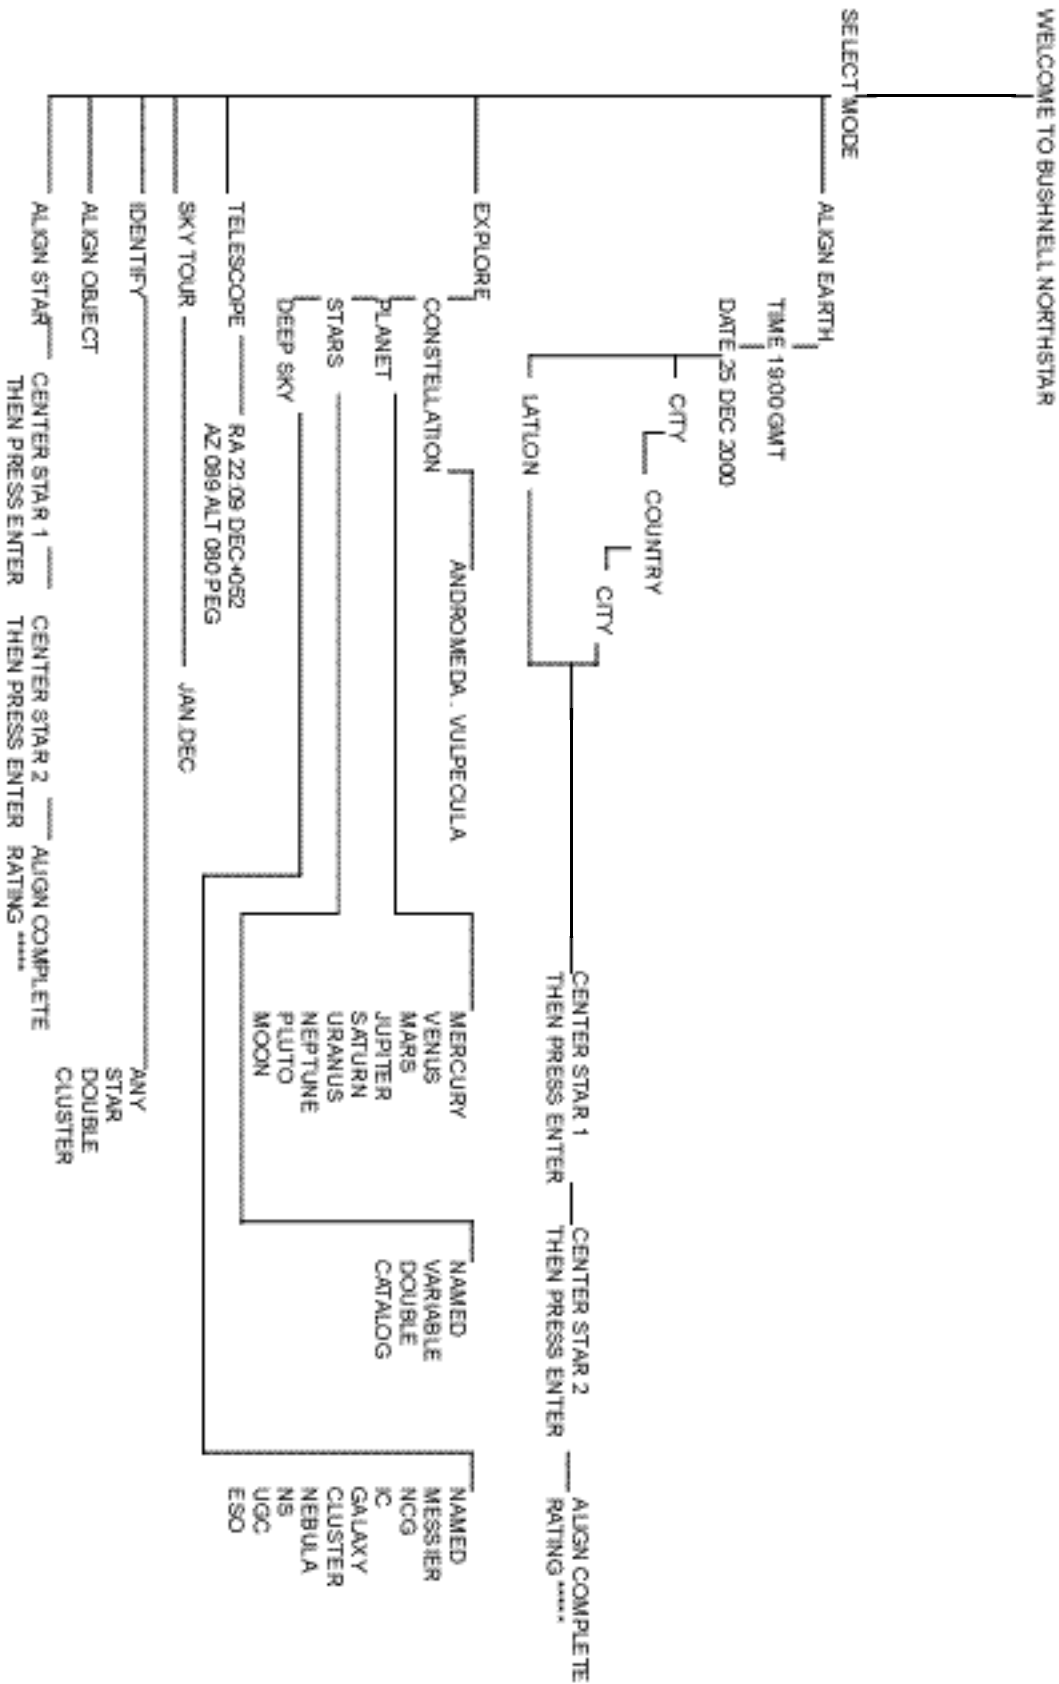 WELCOME TO BUSHNELL NORTHSTAR
SELECT MODE
ALIGN EARTH
TIME 19:00 GMT
DATE 25 DEC 2000
CITY
COUNTRY
CITY
LATLON
CENTER STAR 1
THEN PRESS ENTER
CENTER STAR 2
THEN PRESS ENTER
ALIGN COMPLETE
RATING *****
EXPLORE
CONSTELLATION
ANDROMEDA . VULPECULA
PLANET
MERCURY
VENUS
MARS
JUPITER
SATURN
URANUS
NEPTUNE
PLUTO
MOON
STARS
NAMED
VARIABLE
DOUBLE
CATALOG
DEEP SKY
NAMED
MESSIER
NCG
IC
GALAXY
CLUSTER
NEBULA
NS
UGC
ESO
TELESCOPE
RA 22:09 DEC+062
AZ 089 ALT 080 PEG
SKY TOUR
JAN.DEC
IDENTIFY
ANY
STAR
DOUBLE
CLUSTER
ALIGN OBJECT
ALIGN STAR
CENTER STAR 1
THEN PRESS ENTER
CENTER STAR 2
THEN PRESS ENTER
ALIGN COMPLETE
RATING *****